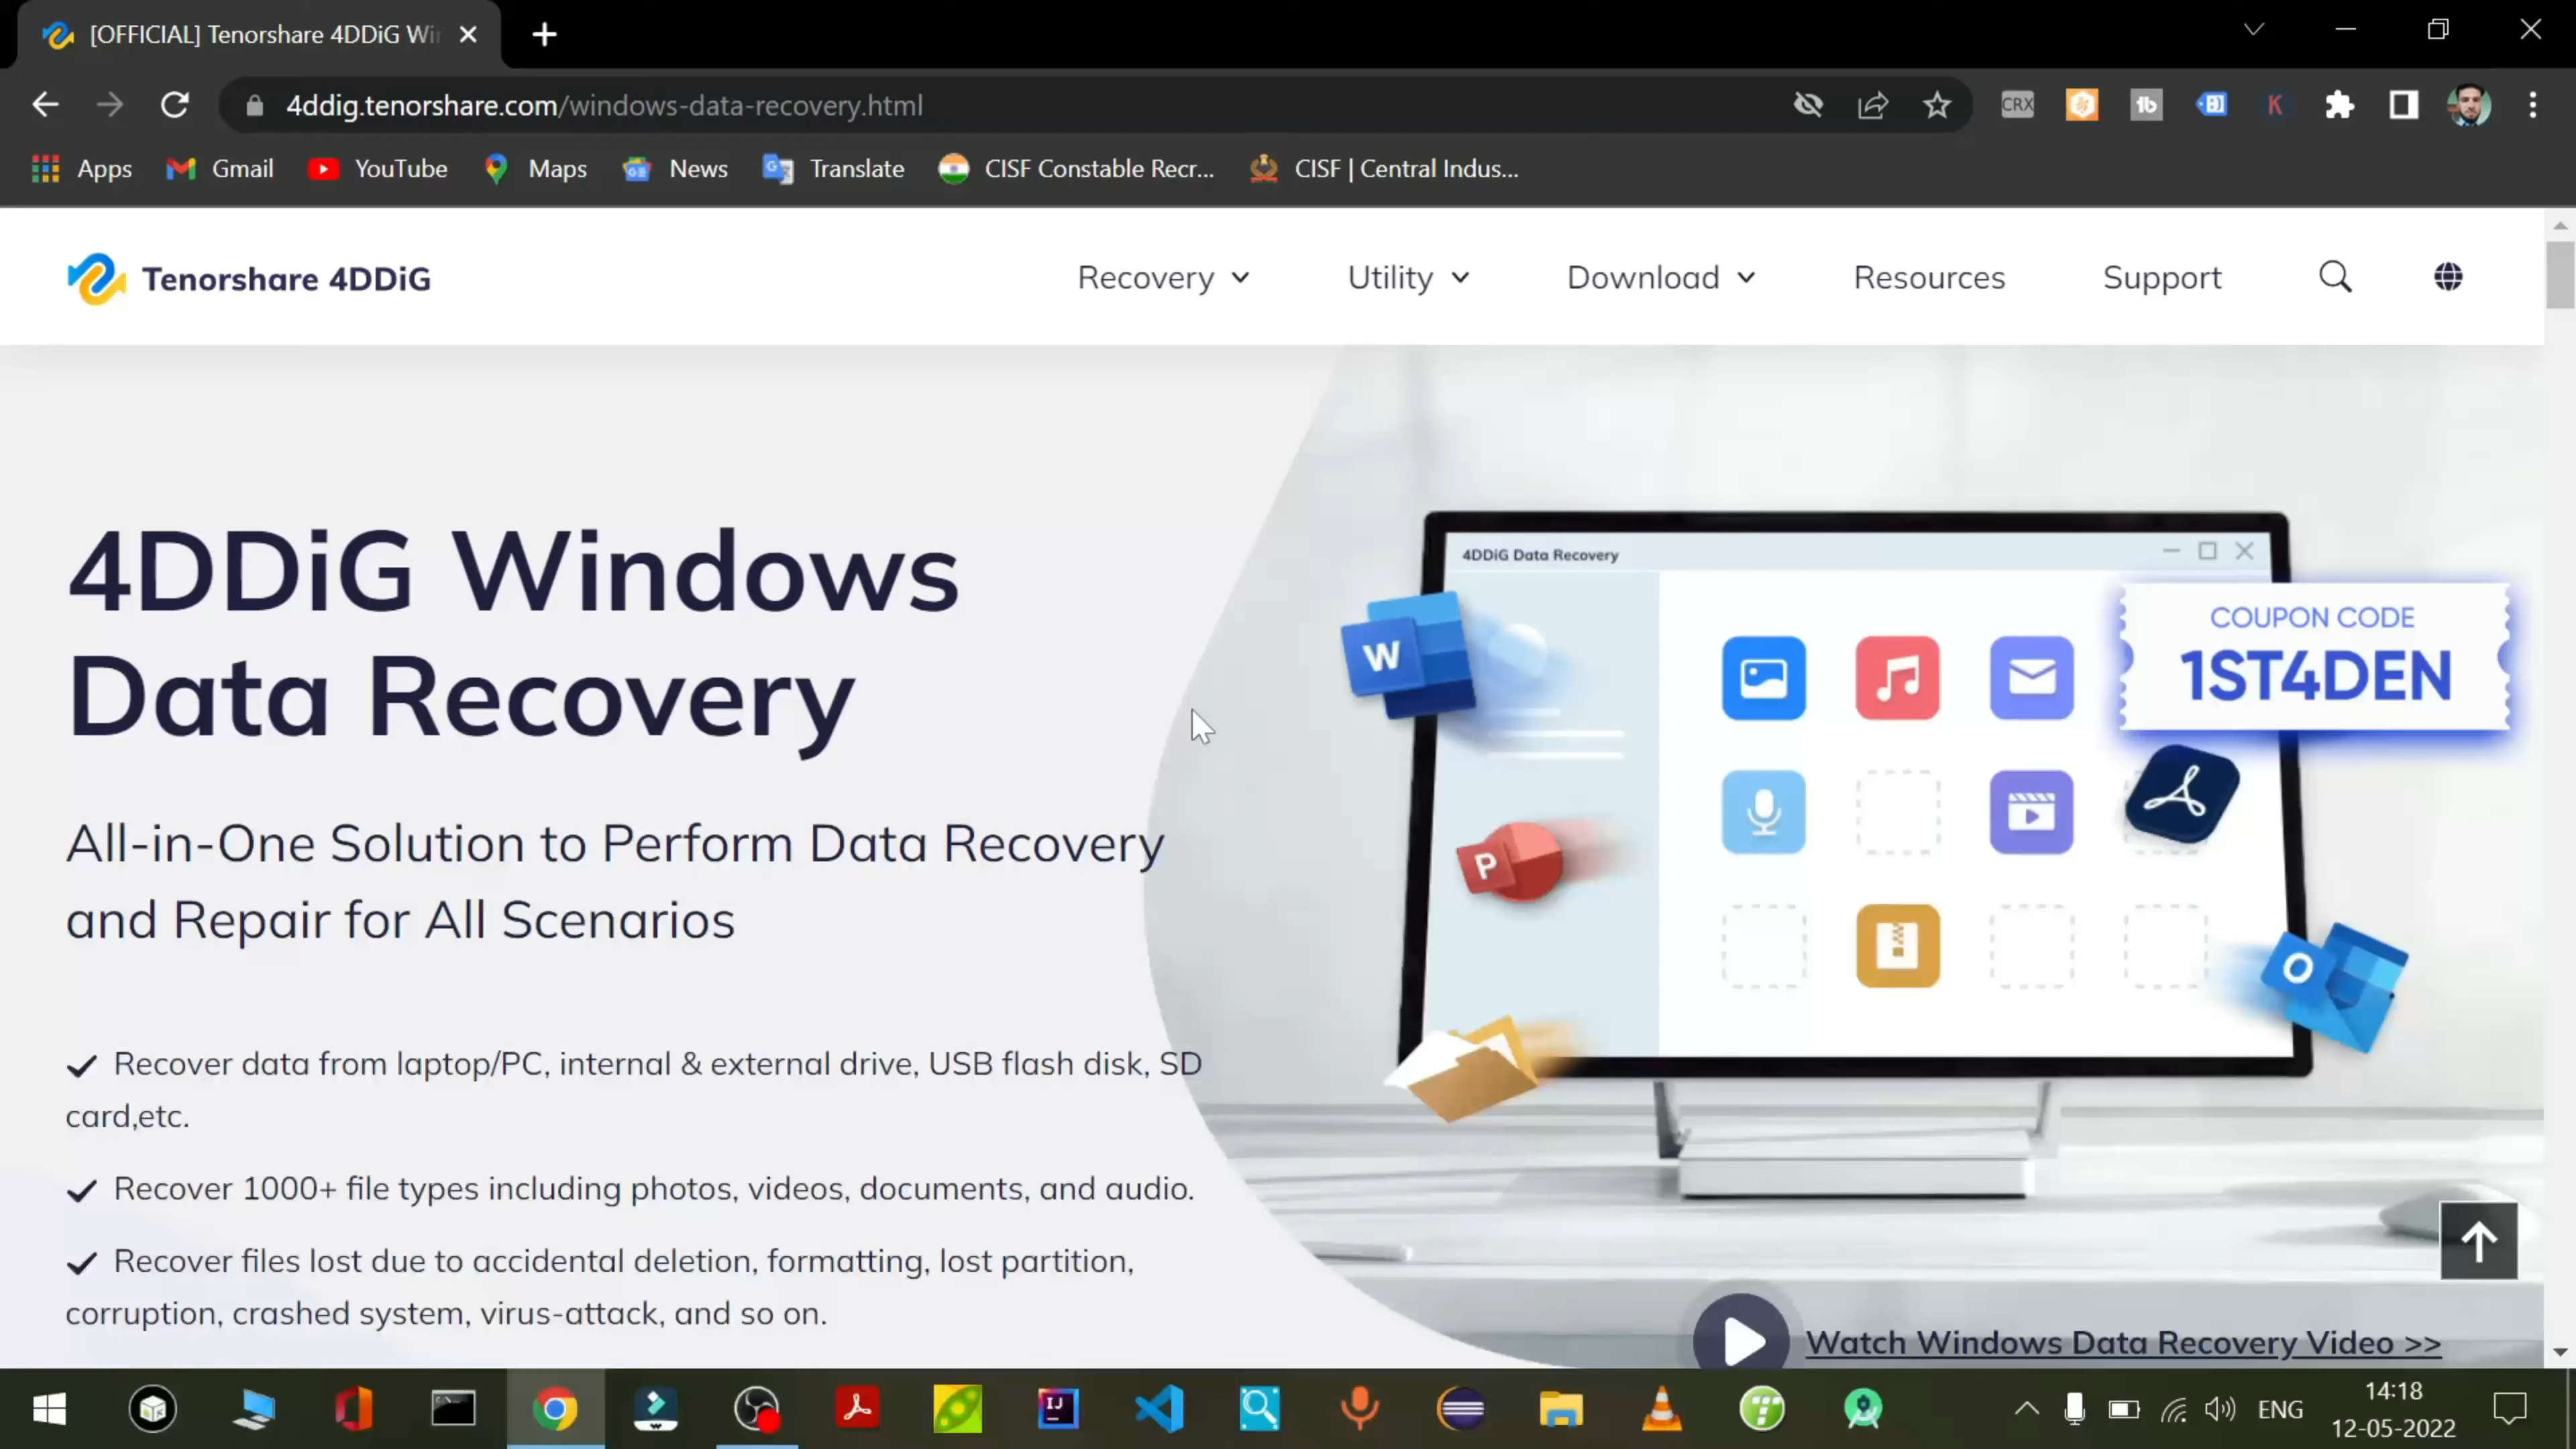 [OFFICIAL] Tenorshare 4DDiG Wi
4ddig.tenorshare.com/windows-data-recovery.html
CRX
Apps
Gmail
YouTube
Maps
News
Translate
CISF Constable Recr...
CISF | Central Indus...
Tenorshare 4DDiG
Recovery
Utility
Download
Resources
Support
4DDiG Windows
Data Recovery
All-in-One Solution to Perform Data Recovery
and Repair for All Scenarios
Recover data from laptop/PC, internal & external drive, USB flash disk, SD
card,etc.
Recover 1000+ file types including photos, videos, documents, and audio.
Recover files lost due to accidental deletion, formatting, lost partition,
corruption, crashed system, virus-attack, and so on.
4DDiG Data Recovery
W
P
O
COUPON CODE
1ST4DEN
Watch Windows Data Recovery Video >>
IJ
ENG
14:18
12-05-2022